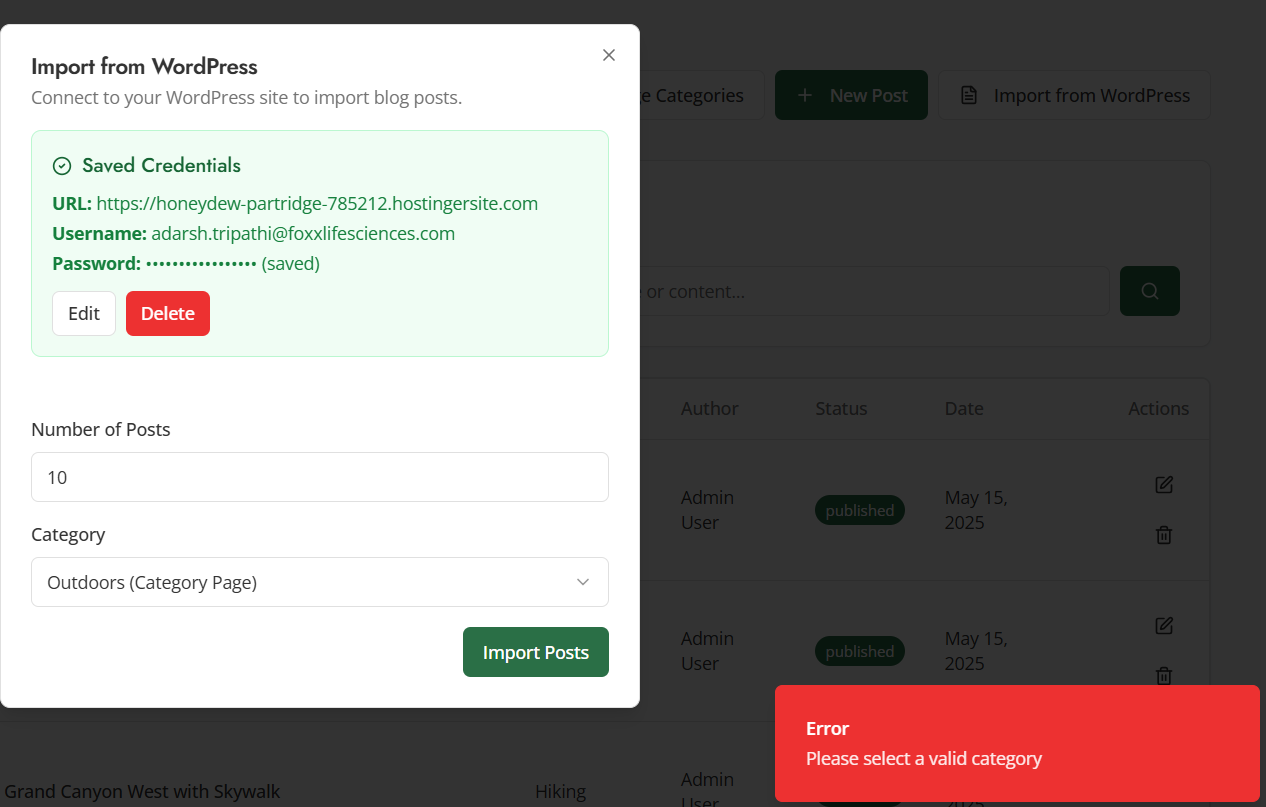 Import from WordPress
Connect to your WordPress site to import blog posts.
Saved Credentials
URL: https://honeydew-partridge-785212.hostingersite.com
Username: adarsh.tripathi@foxxlifesciences.com
Password: •••••••••••••••• (saved)
Edit
Delete
Number of Posts
10
Category
Outdoors (Category Page)
Import Posts
Categories
New Post
Import from WordPress
or content...
Author Status Date Actions
Admin
User
published
May 15,
2025
Admin
User
published
May 15,
2025
Grand Canyon West with Skywalk
Hiking
Admin
User
2025
Error
Please select a valid category